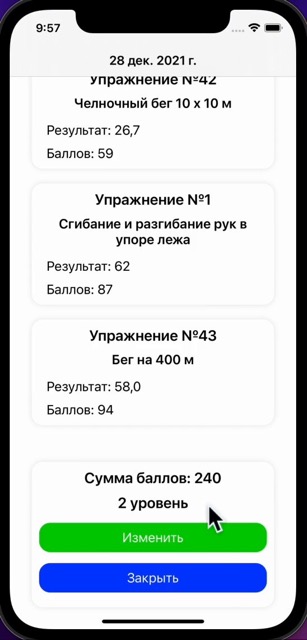 9:57
28 дек. 2021 г.
Упражнение №42
Челночный бег 10 х 10 м
Результат: 26,7
Баллов: 59
Упражнение №1
Сгибание и разгибание рук в
упоре лежа
Результат: 62
Баллов: 87
Упражнение №43
Бег на 400 м
Результат: 58,0
Баллов: 94
Сумма баллов: 240
2 уровень
Изменить
Закрыть